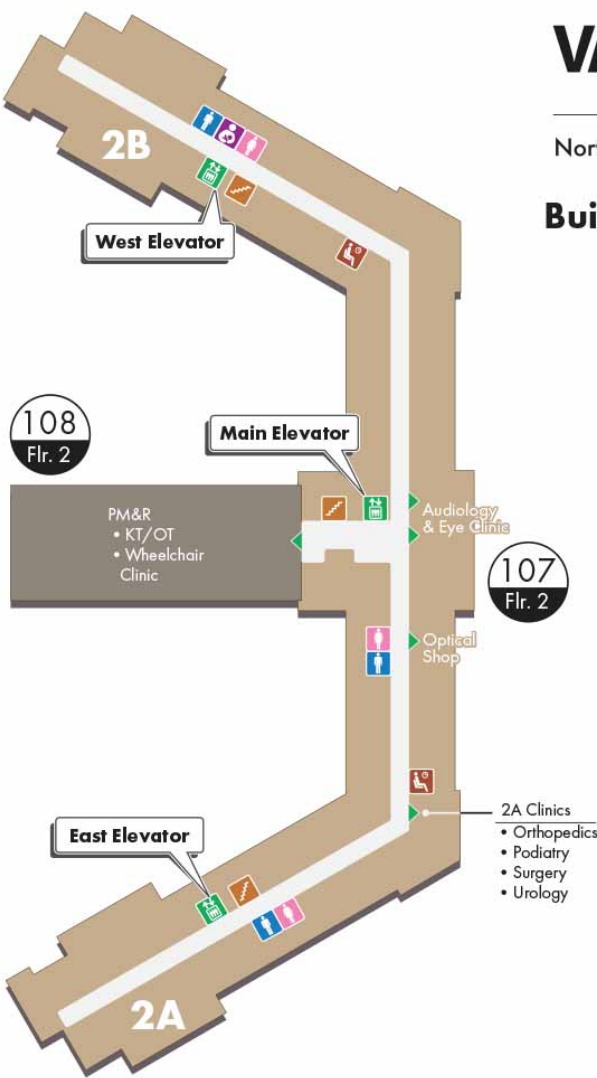 VA
Nor
Bui
2B
West Elevator
108
Flr. 2
Main Elevator
PM&R
• KT/OT
• Wheelchair
Clinic
Audiology
& Eye Clinic
107
Flr. 2
Optical
Shop
2A Clinics
• Orthopedics
• Podiatry
• Surgery
• Urology
East Elevator
2A